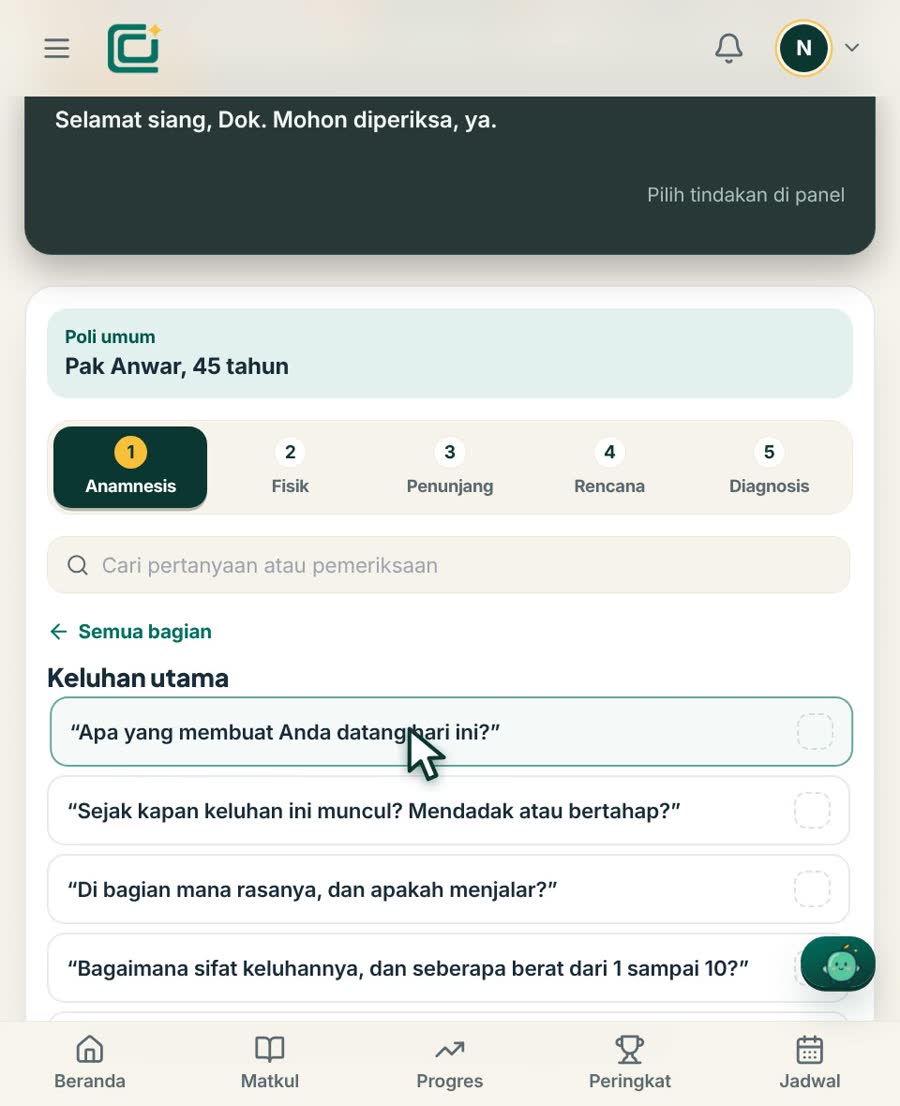 N
Selamat siang, Dok. Mohon diperiksa, ya.
Pilih tindakan di panel
Poli umum
Pak Anwar, 45 tahun
1
Anamnesis
2
Fisik
3
Penunjang
4
Rencana
5
Diagnosis
Cari pertanyaan atau pemeriksaan
Semua bagian
Keluhan utama
“Apa yang membuat Anda datang hari ini?”
“Sejak kapan keluhan ini muncul? Mendadak atau bertahap?”
“Di bagian mana rasanya, dan apakah menjalar?”
“Bagaimana sifat keluhannya, dan seberapa berat dari 1 sampai 10?”
Beranda
Matkul
Progres
Peringkat
Jadwal